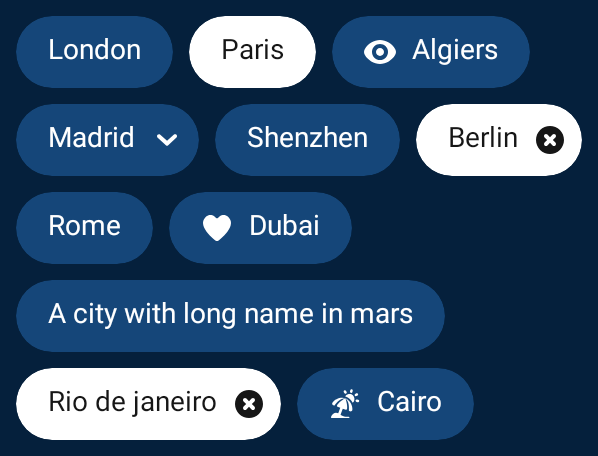 London Paris Algiers
Madrid Shenzhen Berlin
Rome Dubai
A city with long name in mars
Rio de janeiro Cairo